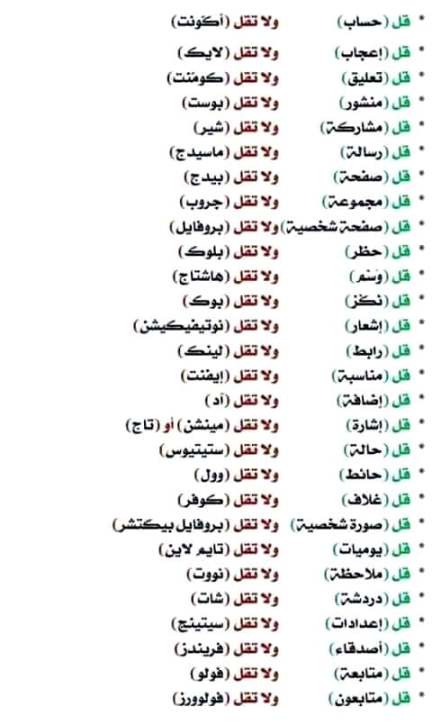 * قل (حساب) ولا تقل (أكونت)
* قل (إعجاب) ولا تقل (لايك)
* قل (تعليق) ولا تقل (كومنت)
* قل (منشور) ولا تقل (بوست)
* قل (مشاركة) ولا تقل (شير)
* قل (رسالة) ولا تقل (ماسيدج)
* قل (صفحة) ولا تقل (بيدج)
* قل (مجموعة) ولا تقل (جروب)
* قل (صفحة شخصية) ولا تقل (بروفايل)
* قل (حظر) ولا تقل (بلوك)
* قل (وَسْم) ولا تقل (هاشتاج)
* قل (نكْز) ولا تقل (بوك)
* قل (إشعار) ولا تقل (نوتيفيكيشن)
* قل (رابط) ولا تقل (لينك)
* قل (مناسبة) ولا تقل (إيفنت)
* قل (إضافة) ولا تقل (أد)
* قل (إشارة) ولا تقل (مينشن) أو (تاج)
* قل (حالة) ولا تقل (ستيتيوس)
* قل (حائط) ولا تقل (وول)
* قل (غلاف) ولا تقل (كوفر)
* قل (صورة شخصية) ولا تقل (بروفايل بيكتشر)
* قل (يوميات) ولا تقل (تايم لاين)
* قل (ملاحظة) ولا تقل (نووت)
* قل (دردشة) ولا تقل (شات)
* قل (إعدادات) ولا تقل (سيتينج)
* قل (أصدقاء) ولا تقل (فريندز)
* قل (متابعة) ولا تقل (فولو)
* قل (متابعون) ولا تقل (فولوورز)